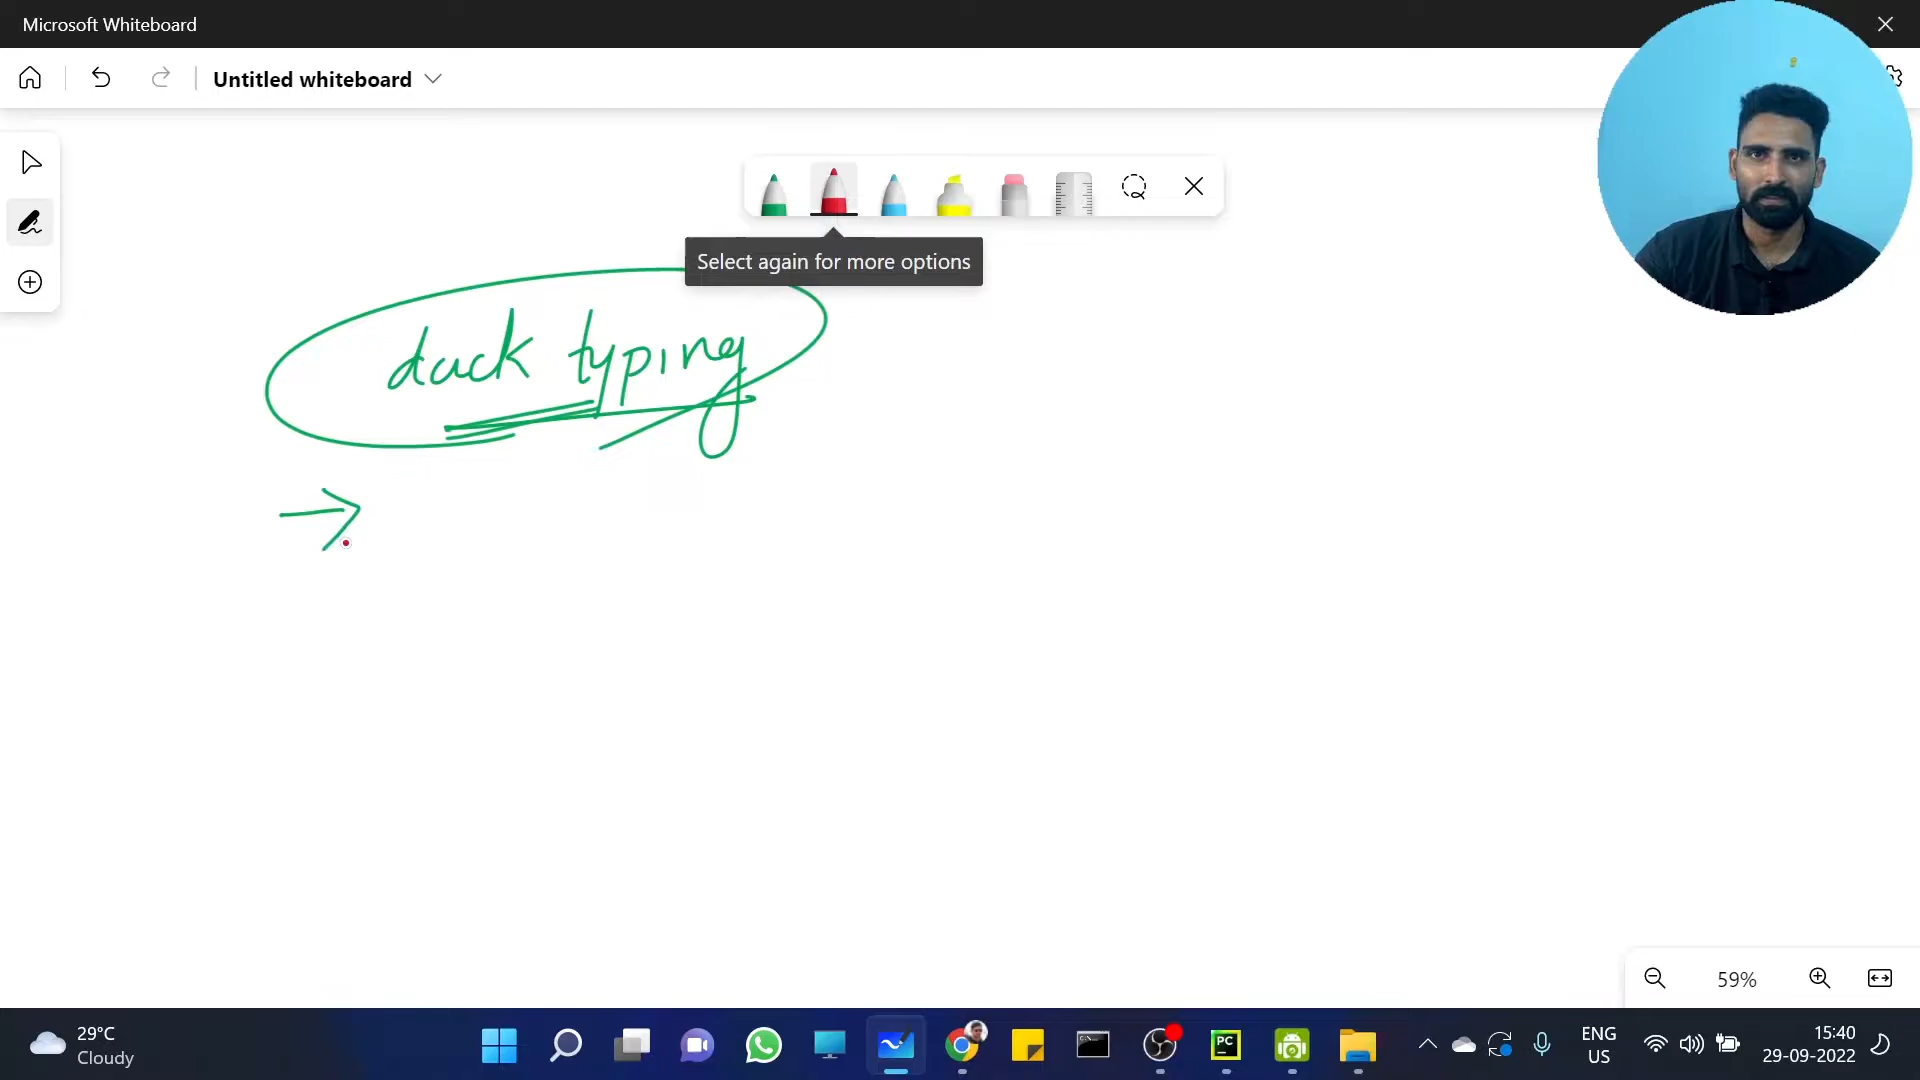 Microsoft Whiteboard
Untitled whiteboard
Select again for more options
duck typing
59%
29°C
Cloudy
PC
ENG
US
15:40
29-09-2022